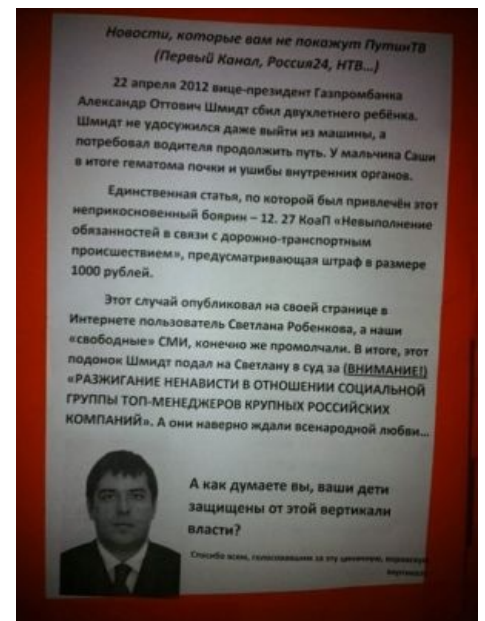 Новости, которые вам не покажут ПутинТВ
(Первый Канал, Россия24, НТВ...)
22 апреля 2012 вице-президент Газпромбанка
Александр Оттович Шмидт сбил двухлетнего ребёнка.
Шмидт не удосужился даже выйти из машины, а
потребовал водителя продолжить путь. У мальчика Саши
в итоге гематома почки и ушибы внутренних органов.
Единственная статья, по которой был привлечён этот
неприкосновенный боярин – 12. 27 КоаП «Невыполнение
обязанностей в связи с дорожно-транспортным
происшествием», предусматривающая штраф в размере
1000 рублей.
Этот случай опубликовал на своей странице в
Интернете пользователь Светлана Робенкова, а наши
«свободные» СМИ, конечно же промолчали. В итоге, этот
подонок Шмидт подал на Светлану в суд за (ВНИМАНИЕ!)
«РАЗЖИГАНИЕ НЕНАВИСТИ В ОТНОШЕНИИ СОЦИАЛЬНОЙ
ГРУППЫ ТОП-МЕНЕДЖЕРОВ КРУПНЫХ РОССИЙСКИХ
КОМПАНИЙ». А они наверно ждали всенародной любви...
А как думаете вы, ваши дети
защищены от этой вертикали
власти?
Спасибо всем, голосовавшим за эту циничную, воровскую
вертикаль